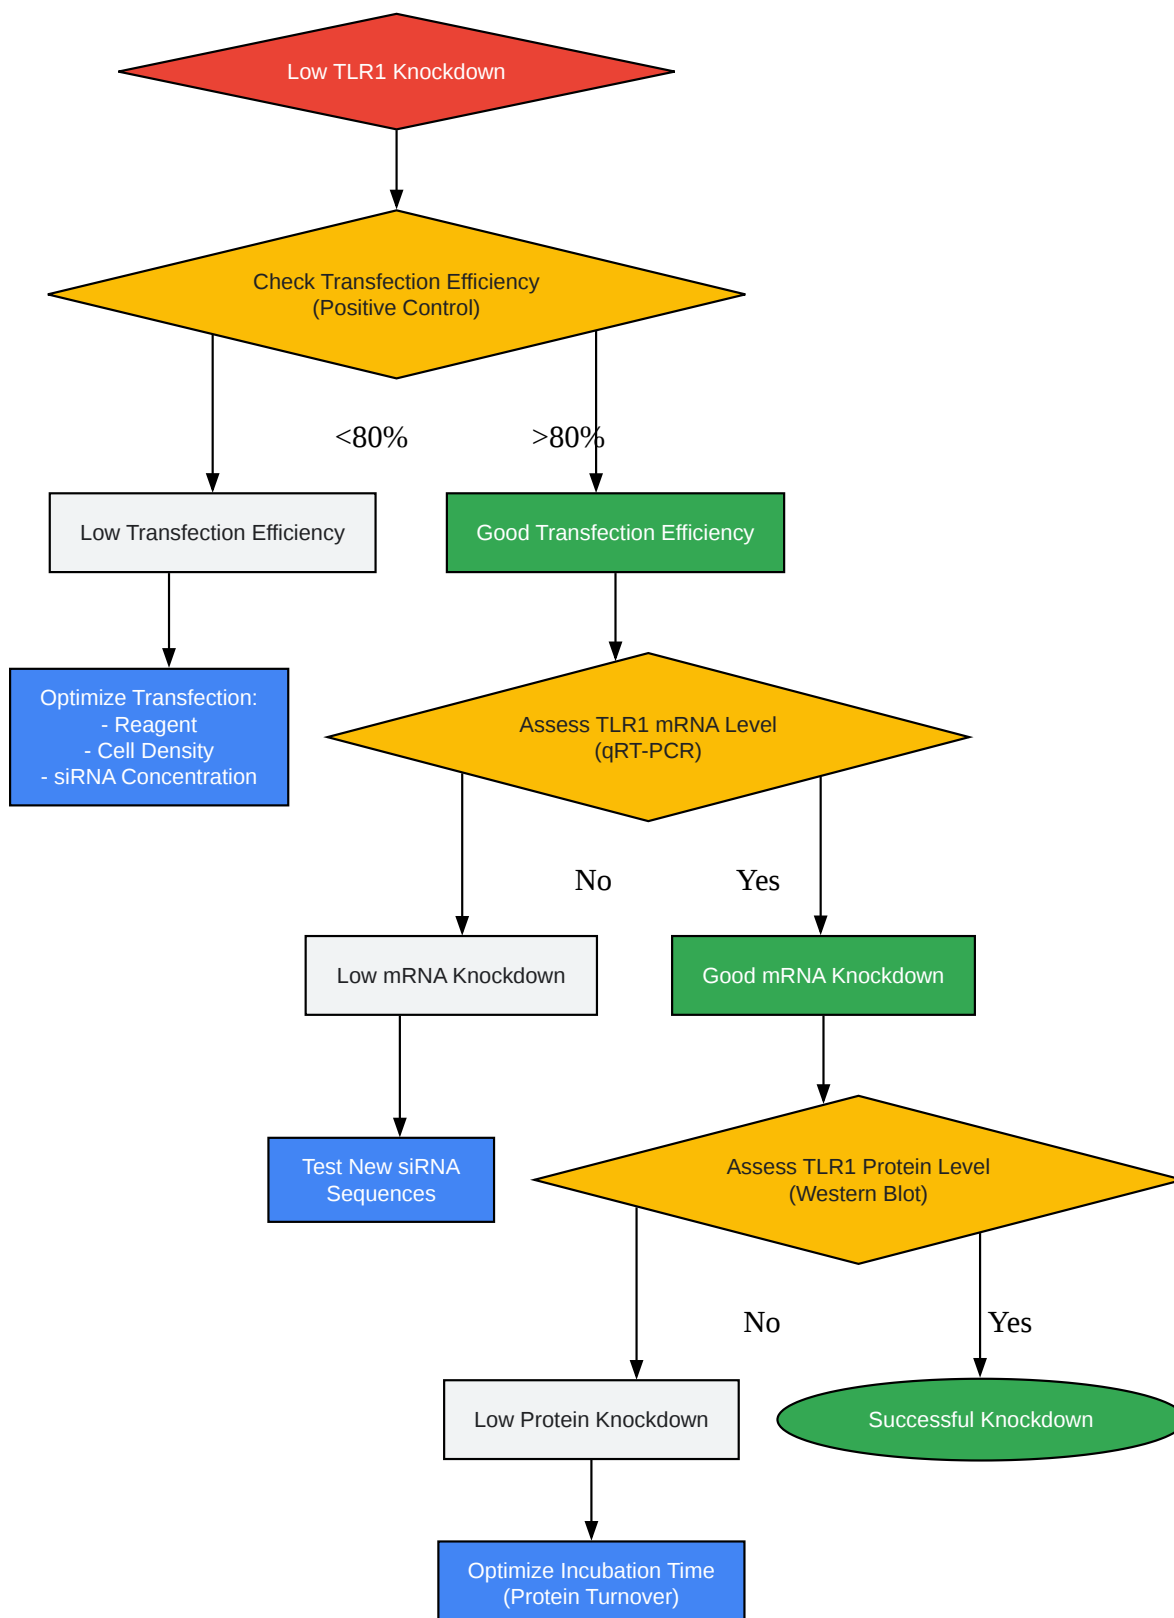 Low TLR1 Knockdown
Check Transfection Efficiency
(Positive Control)
<80%
>80%
Low Transfection Efficiency
Good Transfection Efficiency
Optimize Transfection:
- Reagent
- Cell Density
- siRNA Concentration
Assess TLR1 mRNA Level
(qRT-PCR)
No
Yes
Low mRNA Knockdown
Good mRNA Knockdown
Test New siRNA
Sequences
Assess TLR1 Protein Level
(Western Blot)
No
Yes
Low Protein Knockdown
Successful Knockdown
Optimize Incubation Time
(Protein Turnover)